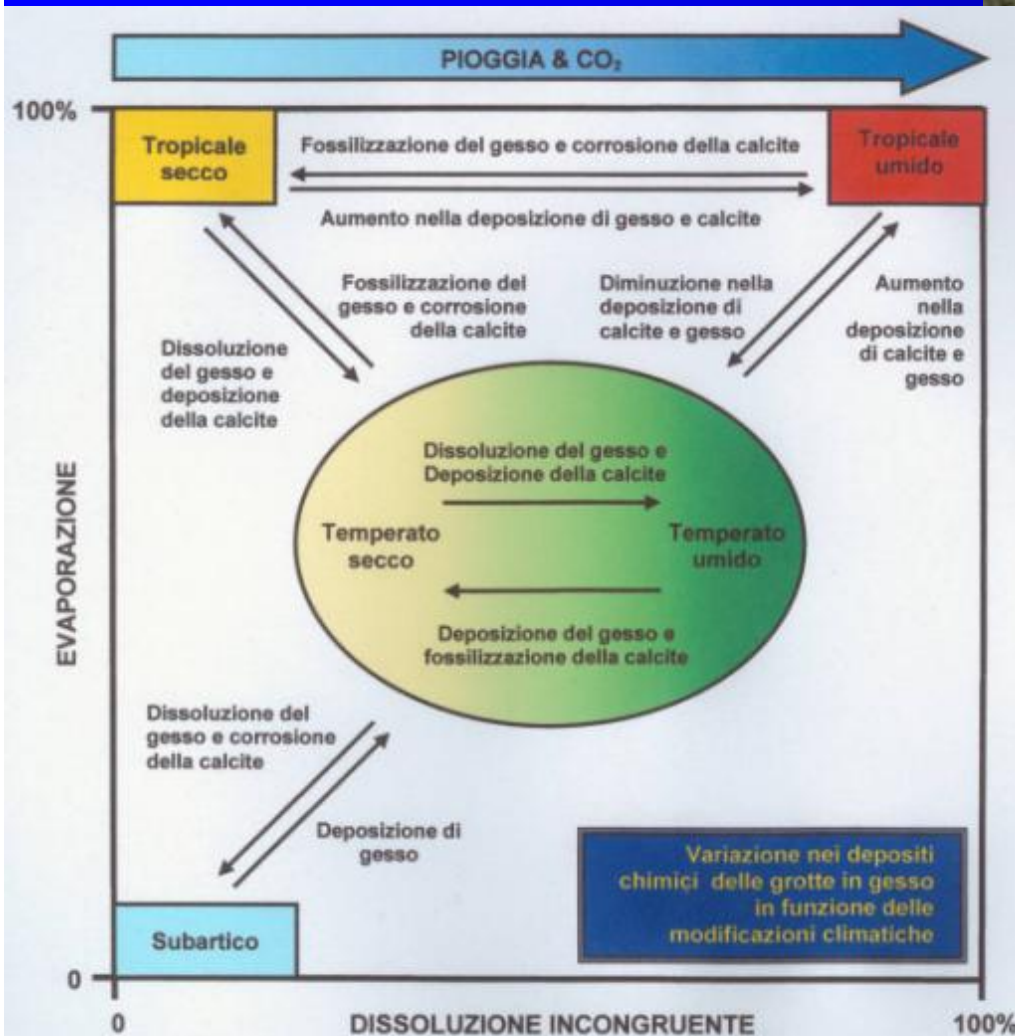 PIOGGIA & CO₂
100%
Tropicale
secco
Fossilizzazione del gesso e corrosione della calcite
Tropicale
umido
Aumento nella deposizione di gesso e calcite
Fossilizzazione del
gesso e corrosione
della calcite
Diminuzione nella
deposizione di
calcite e gesso
Aumento
nella
deposizione
di calcite e
gesso
Dissoluzione
del gesso e
deposizione
della calcite
EVAPORAZIONE
Dissoluzione del gesso e
Deposizione della calcite
Temperato
secco
Temperato
umido
Deposizione del gesso e
fossilizzazione della calcite
Dissoluzione del
gesso e corrosione
della calcite
Deposizione di
gesso
Variazione nei depositi
chimici delle grotte in gesso
in funzione delle
modificazioni climatiche
Subartico
0
0
DISSOLUZIONE INCONGRUENTE
100%